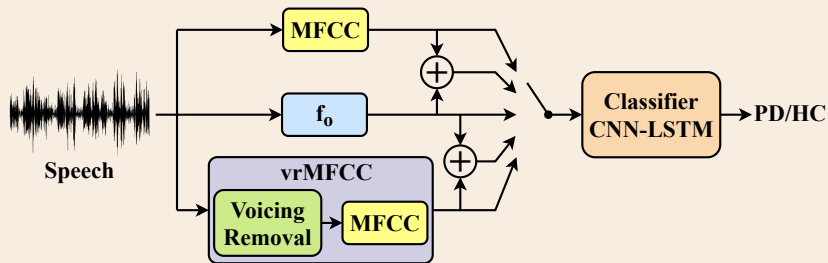 MFCC
fo
Speech
vrMFCC
Voicing
Removal
MFCC
Classifier
CNN-LSTM
PD/HC